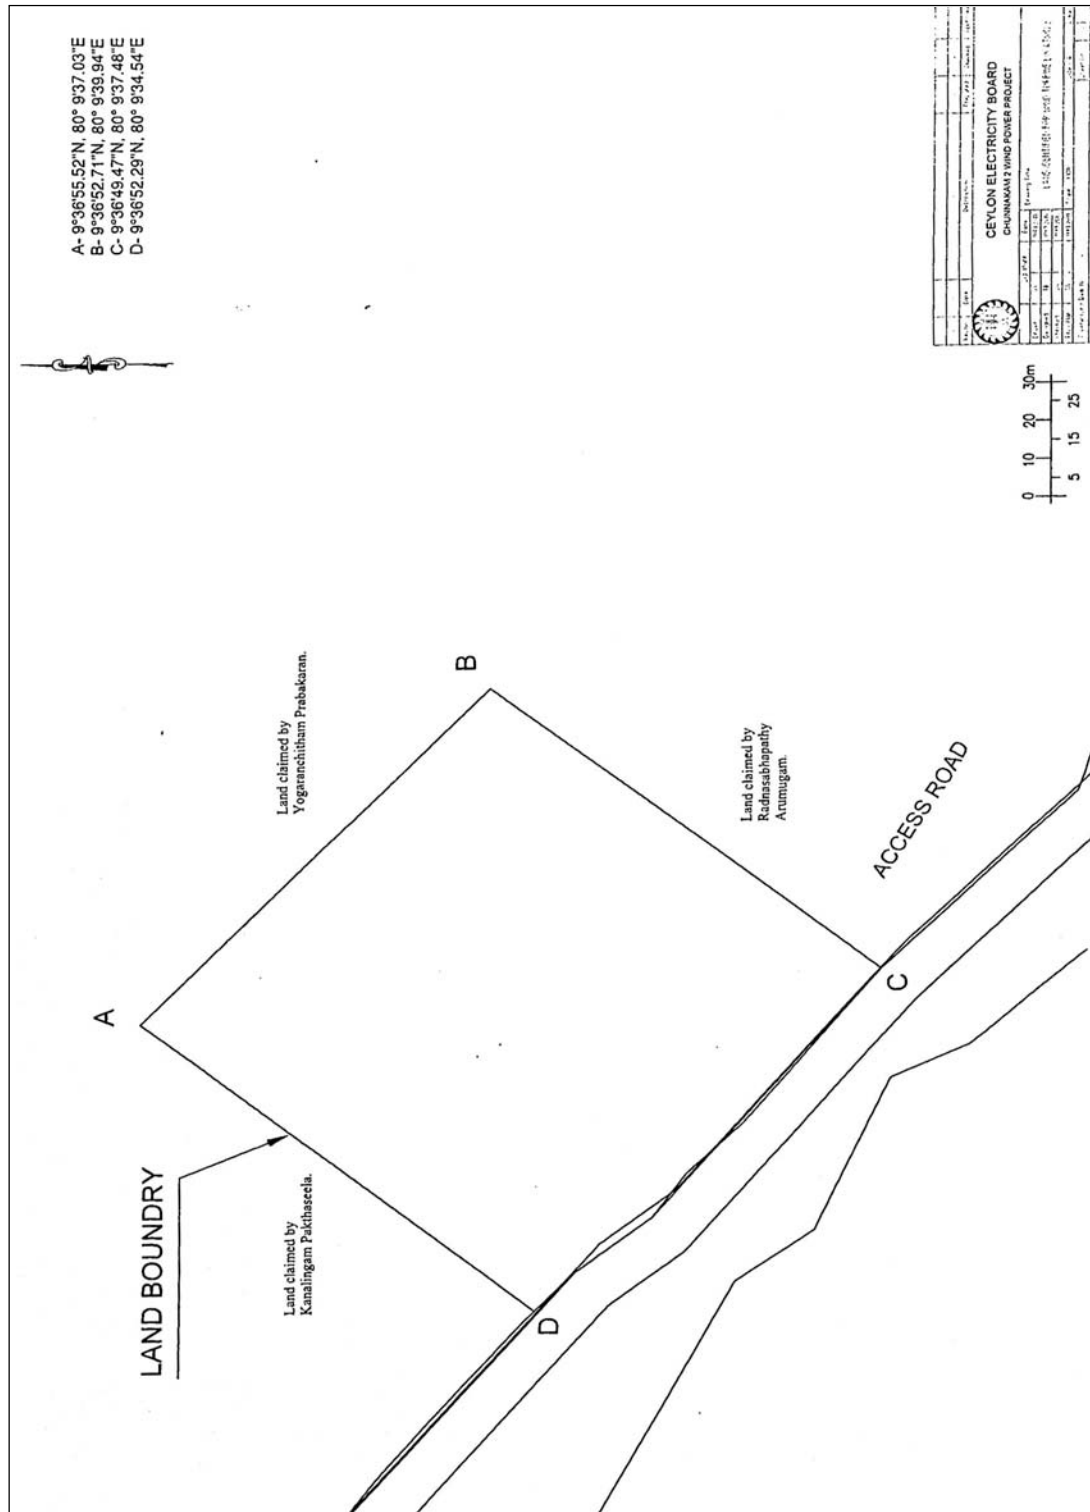 A- 9°36'55.52"N, 80° 9'37.03"E
B- 9°36'52.71"N, 80° 9'39.94"E
C- 9°36'49.47"N, 80° 9'37.48"E
D- 9°36'52.29"N, 80° 9'34.54"E
A
LAND BOUNDRY
Land claimed by
Yogaranchitham Prabakaran.
Land claimed by
Kanalingam Pakthaseela.
B
D
Land claimed by
Radnasabhapathy
Arumugam.
C
ACCESS ROAD
0 10 20 30m
5 15 25
CEYLON ELECTRICITY BOARD
CHUNNAKAM 2 WIND POWER PROJECT